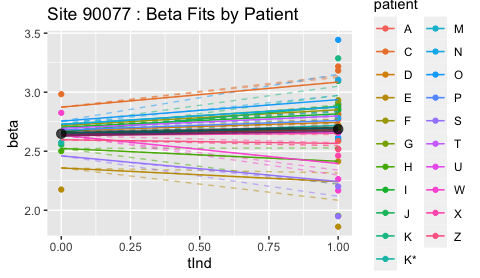 Site 90077 : Beta Fits by Patient
beta
3.5
3.0
2.5
2.0
0.00 0.25 0.50 0.75 1.00
tInd
patient
A
C
D
E
F
G
H
I
J
K
K*
M
N
O
P
S
T
U
W
X
Z